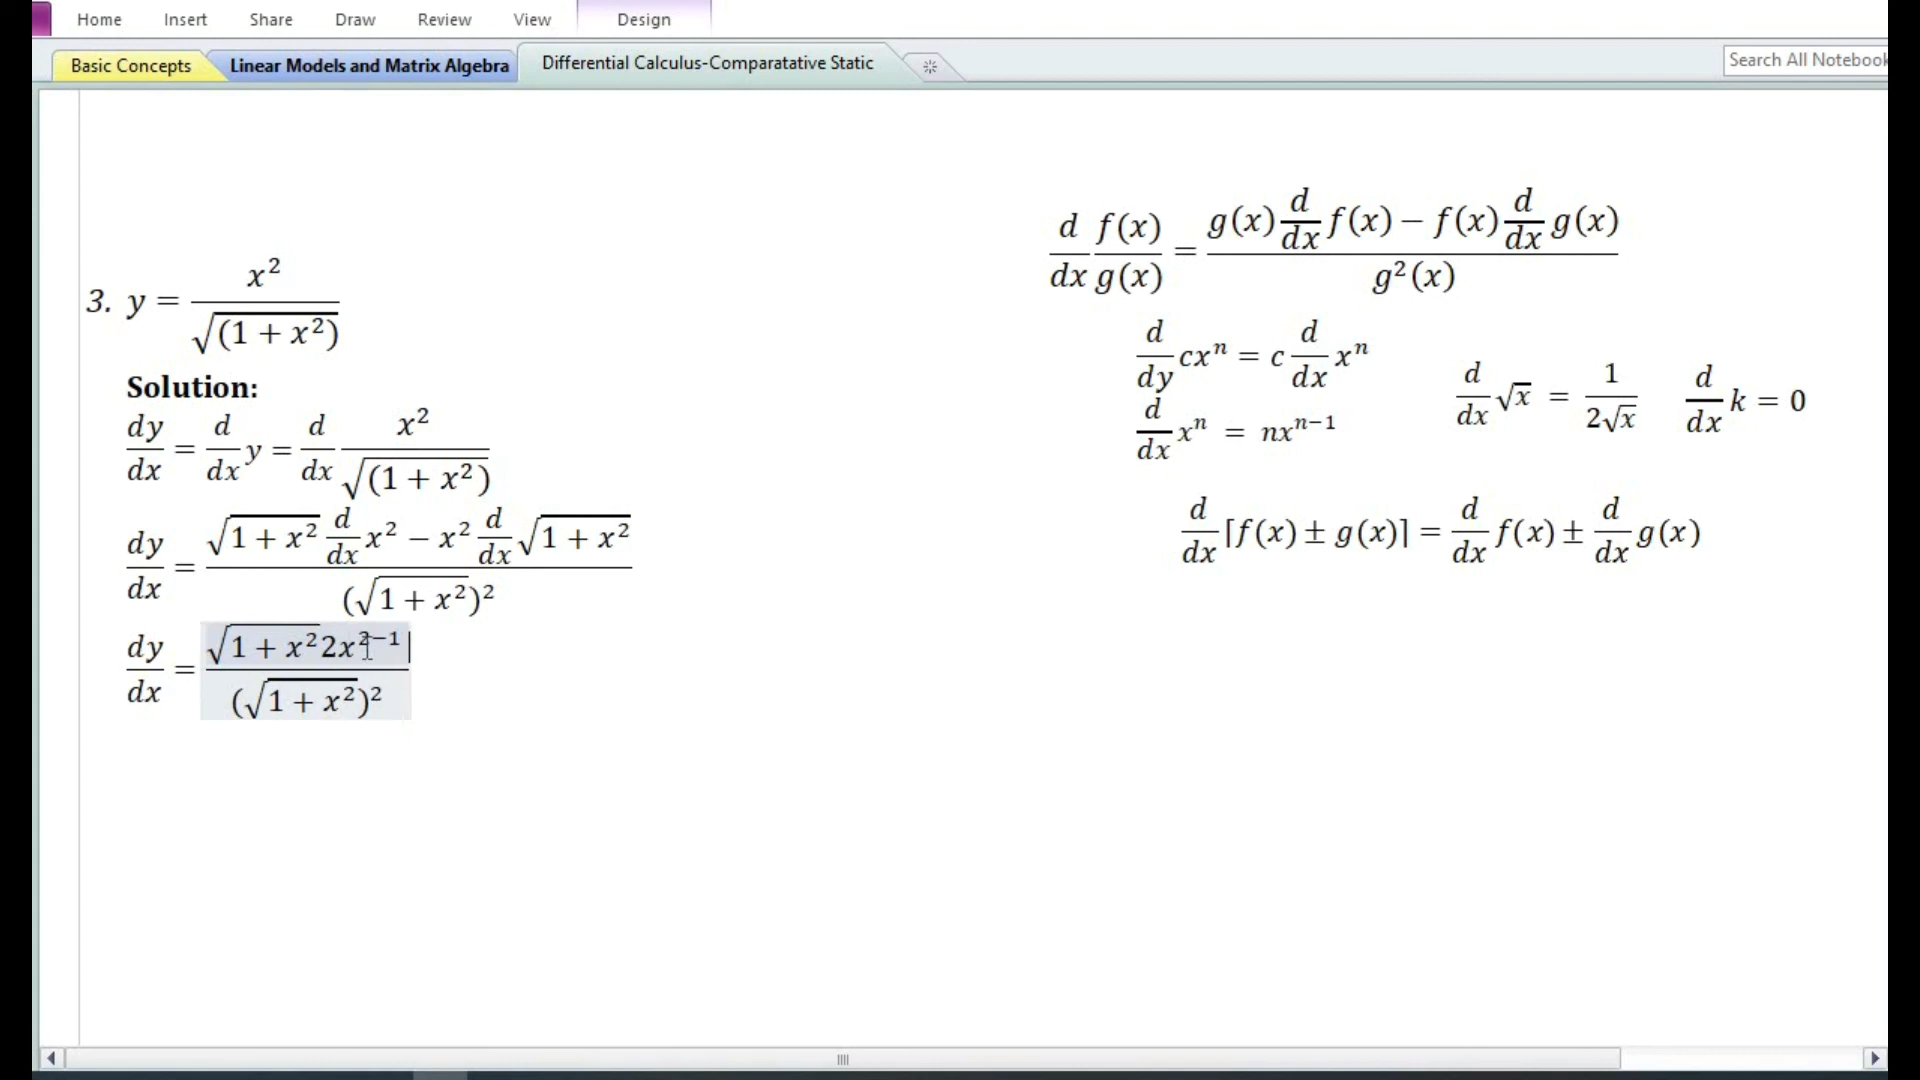 Home Insert Share Draw Review View Design
Basic Concepts Linear Models and Matrix Algebra Differential Calculus-Comparatative Static Search All Notebook
3. y = x² / √((1 + x²))
Solution:
dy/dx = d/dx y = d/dx x² / √((1 + x²))
dy/dx = (√(1 + x²) d/dx x² − x² d/dx √(1 + x²)) / (√(1 + x²))²
dy/dx = √(1 + x²) 2x²⁻¹ / (√(1 + x²))²
d/dx f(x)/g(x) = (g(x) d/dx f(x) − f(x) d/dx g(x)) / g²(x)
d/dy cxⁿ = c d/dx xⁿ
d/dx xⁿ = nxⁿ⁻¹
d/dx √x = 1 / 2√x
d/dx k = 0
d/dx [f(x) ± g(x)] = d/dx f(x) ± d/dx g(x)